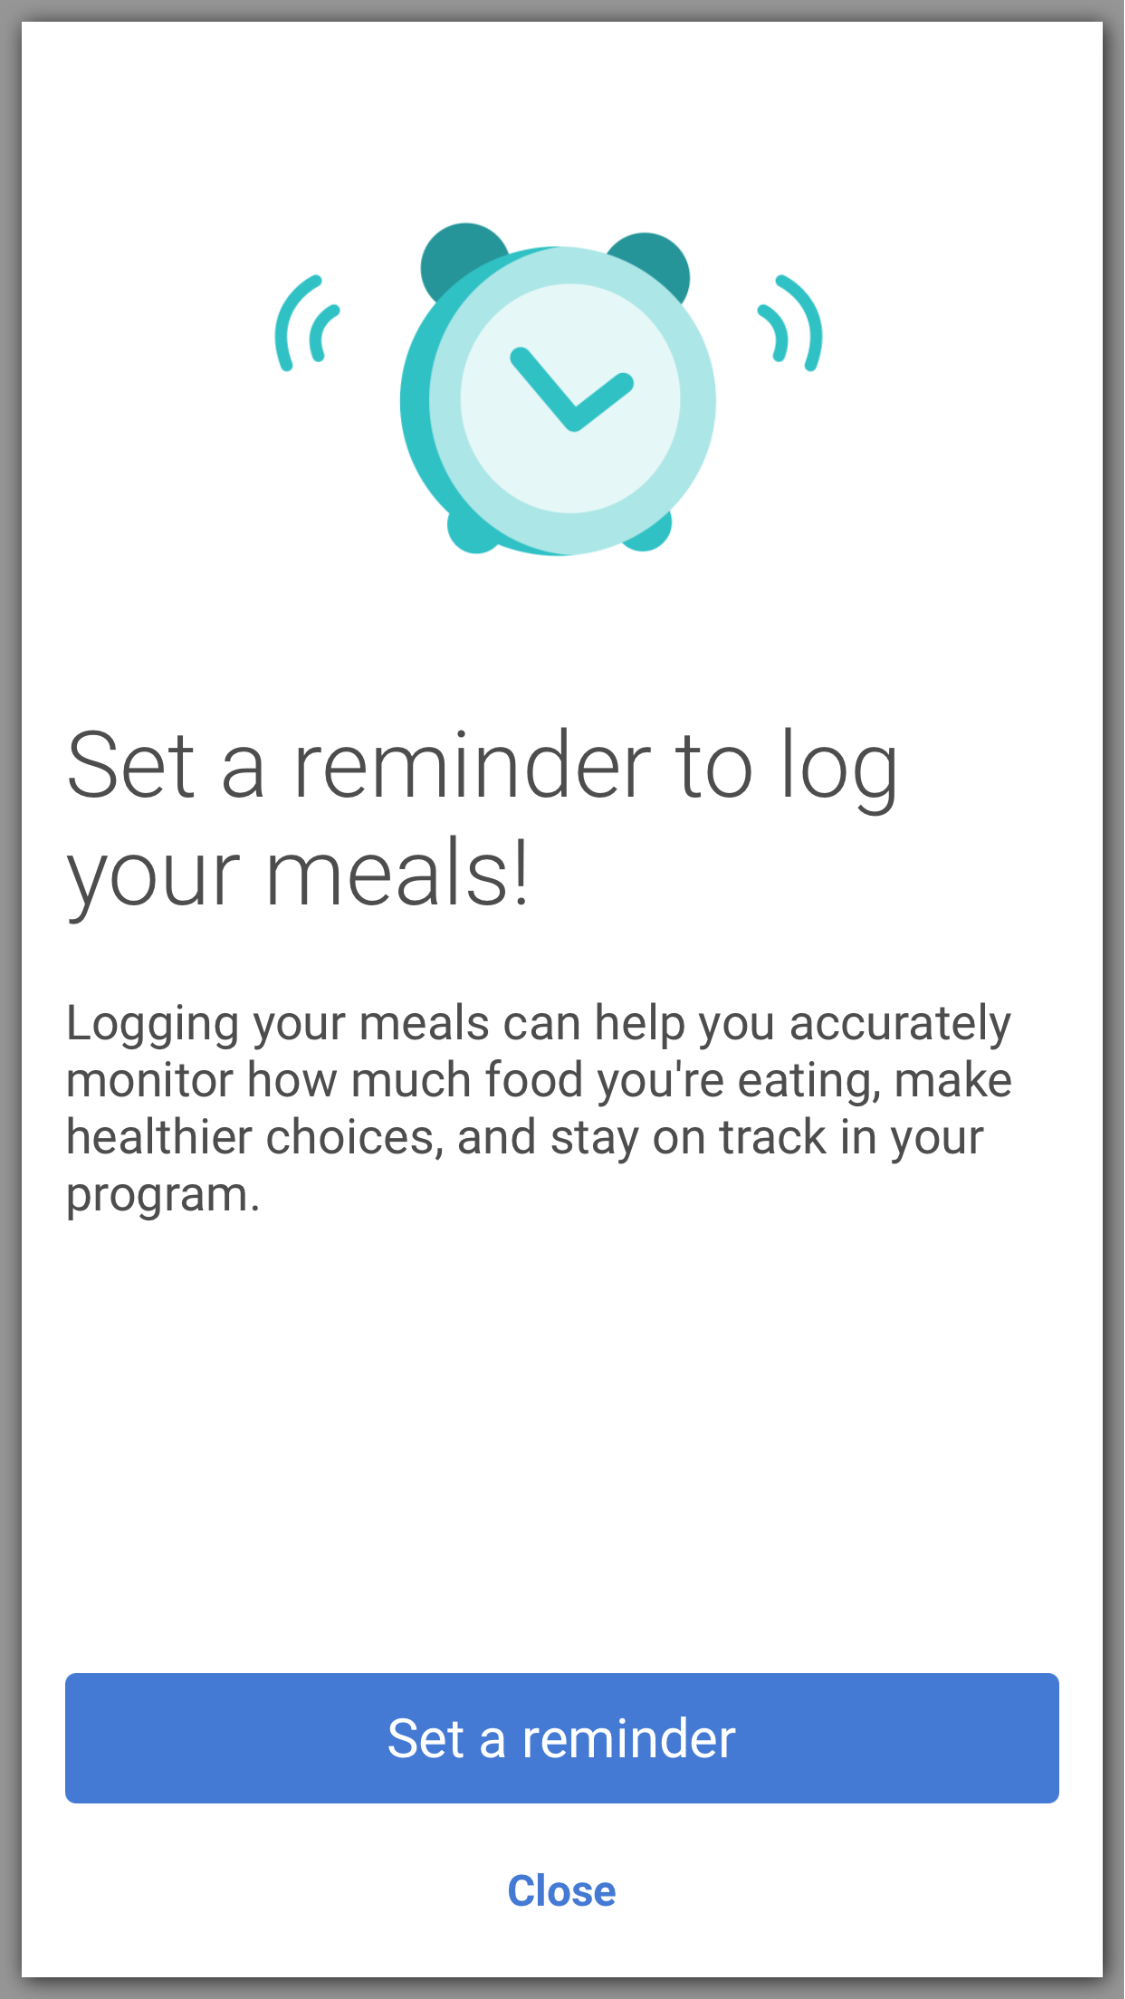 Set a reminder to log
your meals!
Logging your meals can help you accurately
monitor how much food you're eating, make
healthier choices, and stay on track in your
program.
Set a reminder
Close